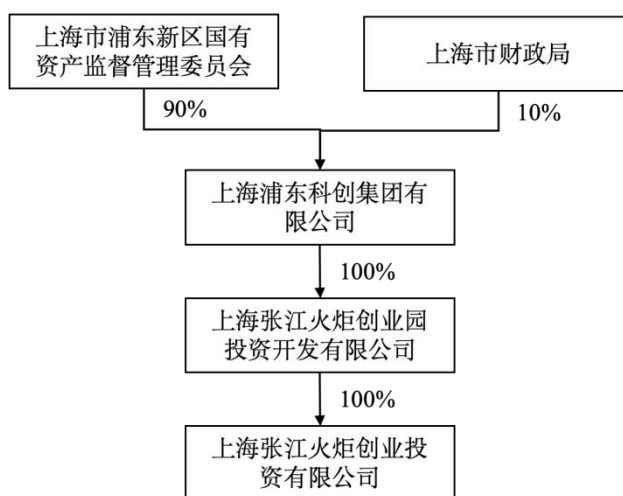 上海市浦东新区国有
资产监督管理委员会
上海市财政局
90%
10%
上海浦东科创集团有
限公司
100%
上海张江火炬创业园
投资开发有限公司
100%
上海张江火炬创业投
资有限公司